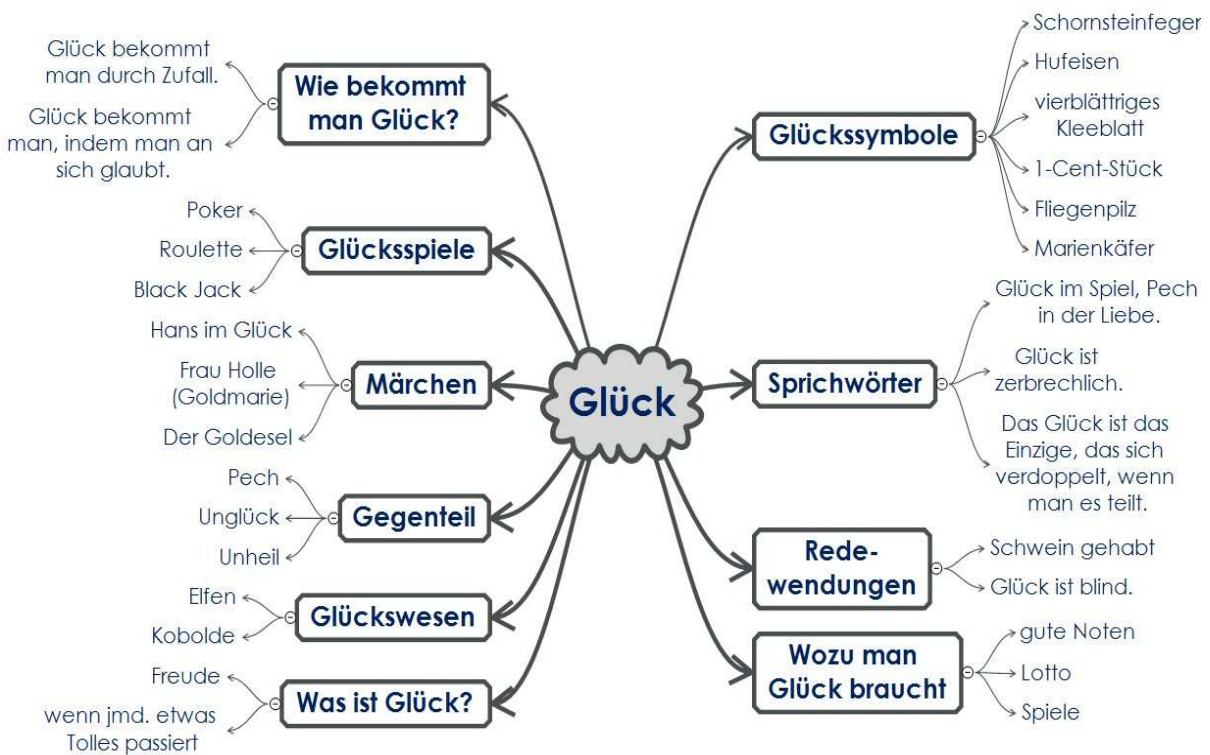 Glück
Wie bekommt
man Glück?
Glück bekommt
man durch Zufall.
Glück bekommt
man, indem man an
sich glaubt.
Glücksspiele
Poker
Roulette
Black Jack
Märchen
Hans im Glück
Frau Holle
(Goldmarie)
Der Goldesel
Gegenteil
Pech
Unglück
Unheil
Glückswesen
Elfen
Kobolde
Was ist Glück?
Freude
wenn jmd. etwas
Tolles passiert
Glückssymbole
Schornsteinfeger
Hufeisen
vierblättriges
Kleeblatt
1-Cent-Stück
Fliegenpilz
Marienkäfer
Sprichwörter
Glück im Spiel, Pech
in der Liebe.
Glück ist
zerbrechlich.
Das Glück ist das
Einzige, das sich
verdoppelt, wenn
man es teilt.
Rede-
wendungen
Schwein gehabt
Glück ist blind.
Wozu man
Glück braucht
gute Noten
Lotto
Spiele